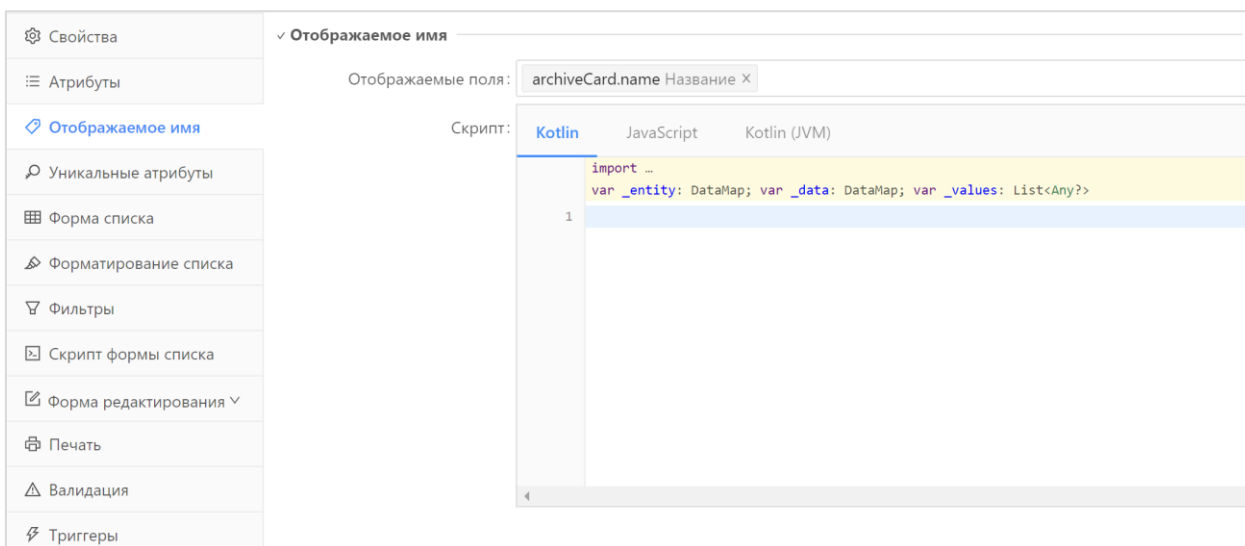 Свойства
Атрибуты
Отображаемое имя
Уникальные атрибуты
Форма списка
Форматирование списка
Фильтры
Скрипт формы списка
Форма редактирования
Печать
Валидация
Триггеры
Отображаемое имя
Отображаемые поля: archiveCard.name Название ×
Скрипт: Kotlin JavaScript Kotlin (JVM)
import …
var _entity: DataMap; var _data: DataMap; var _values: List<Any?>
1